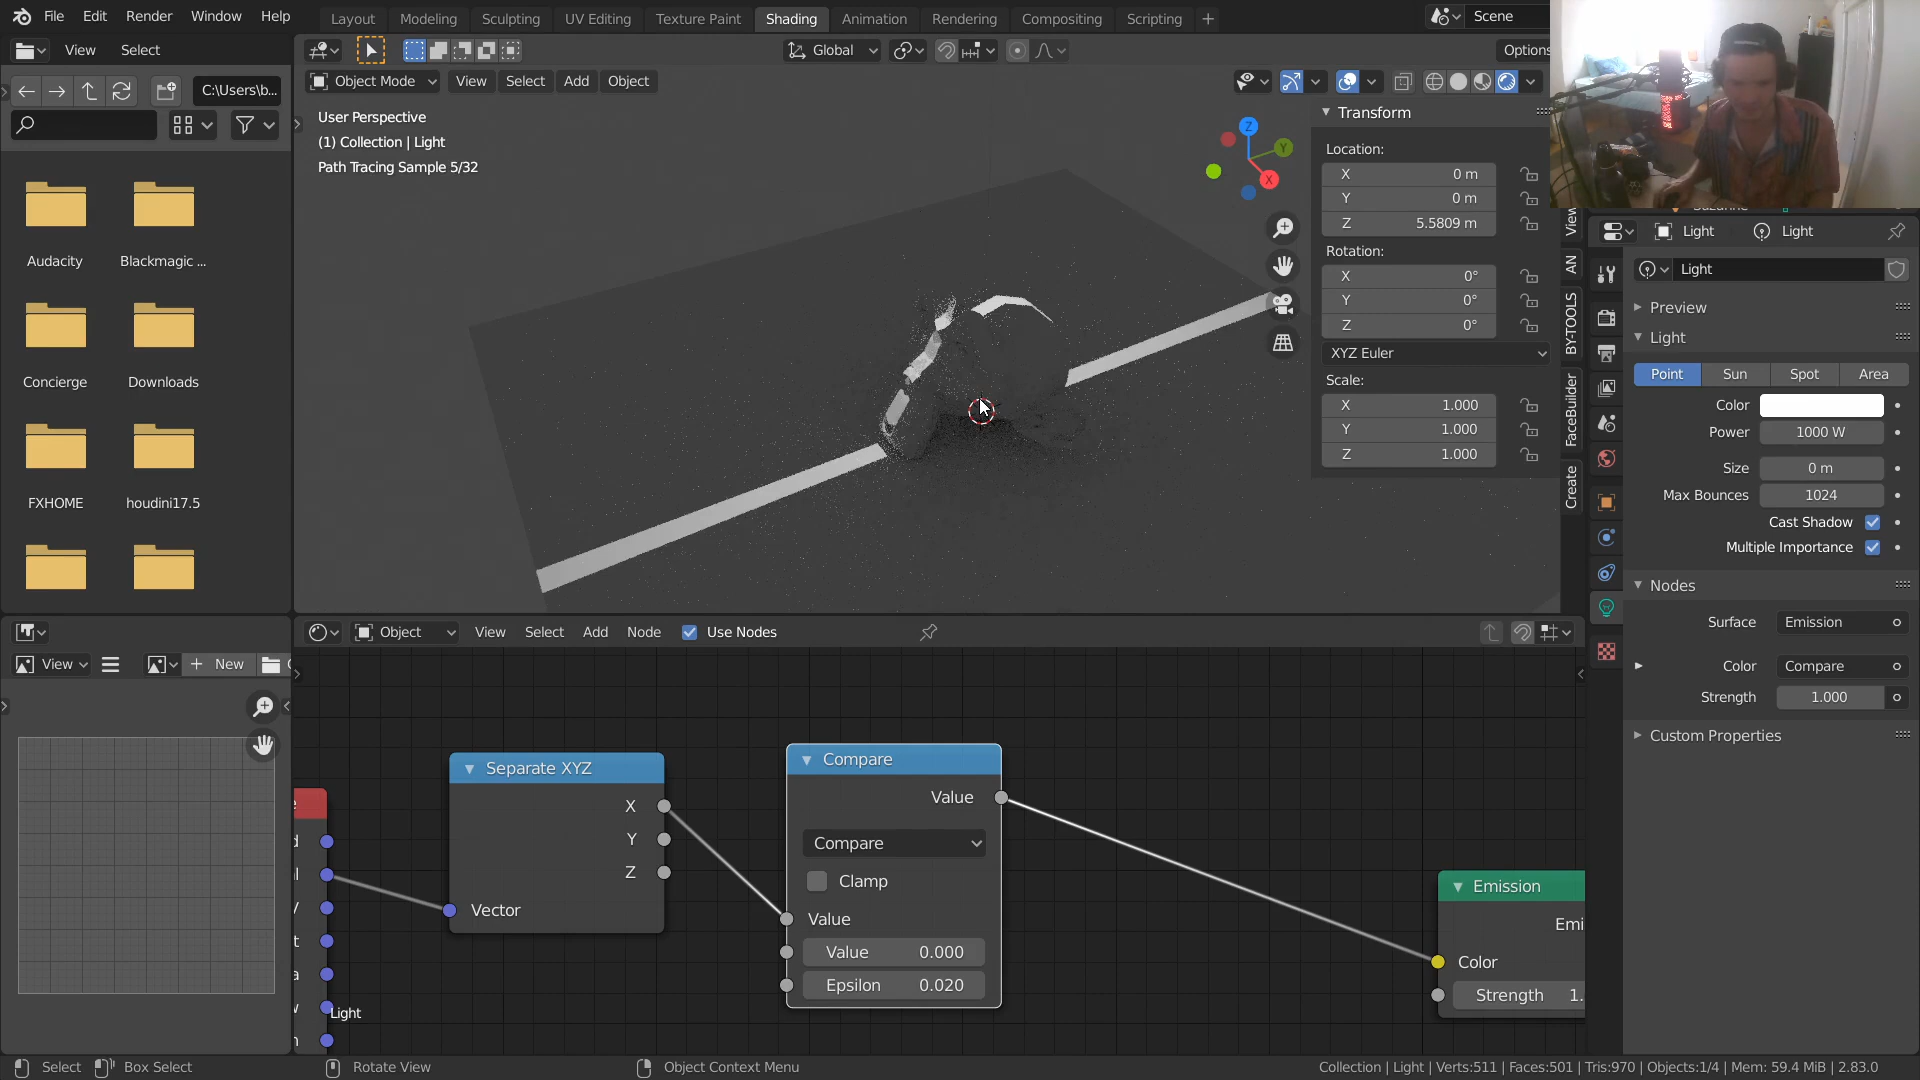 File Edit Render Window Help
Layout Modeling Sculpting UV Editing Texture Paint Shading Animation Rendering Compositing Scripting +
Scene
View Select
Global
Options
C:\Users\b...
Object Mode View Select Add Object
User Perspective
(1) Collection | Light
Path Tracing Sample 5/32
Z
Y
X
Transform
Location:
X 0 m
Y 0 m
Z 5.5809 m
Rotation:
X 0°
Y 0°
Z 0°
XYZ Euler
Scale:
X 1.000
Y 1.000
Z 1.000
View
AN
BY-TOOLS
FaceBuilder
Create
Audacity
Blackmagic ...
Concierge
Downloads
FXHOME
houdini17.5
Light Light
Light
Preview
Light
Point Sun Spot Area
Color
Power 1000 W
Size 0 m
Max Bounces 1024
Cast Shadow
Multiple Importance
Nodes
Surface Emission
Color Compare
Strength 1.000
Custom Properties
Object View Select Add Node Use Nodes
View + New
Separate XYZ
X
Y
Z
Vector
Compare
Value
Compare
Clamp
Value
Value 0.000
Epsilon 0.020
Emission
Emi
Color
Strength 1.
Light
Select Box Select Rotate View Object Context Menu
Collection | Light | Verts:511 | Faces:501 | Tris:970 | Objects:1/4 | Mem: 59.4 MiB | 2.83.0